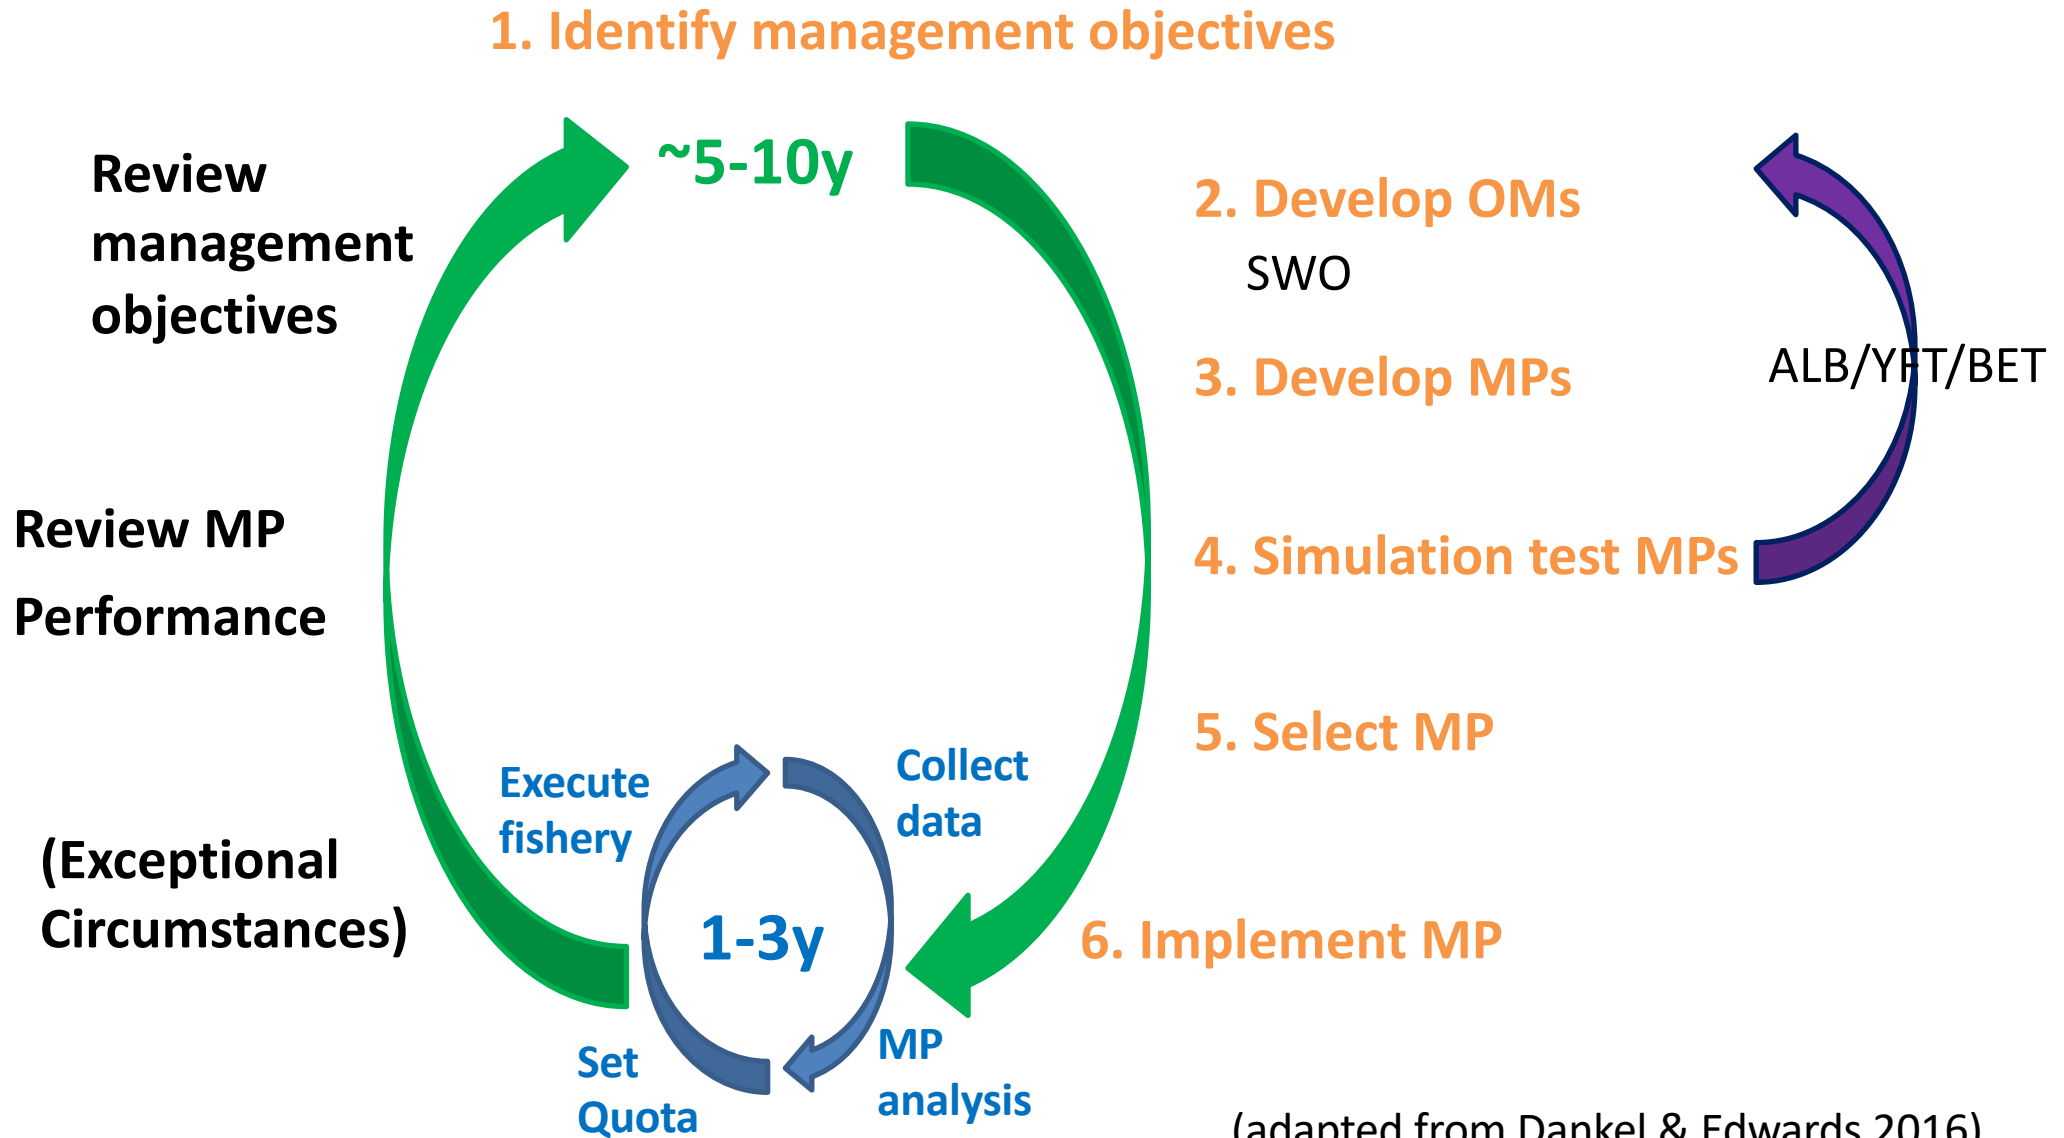 1. Identify management objectives
~5-10y
Review
management
objectives
2. Develop OMs
SWO
3. Develop MPs
ALB/YFT/BET
Review MP
Performance
4. Simulation test MPs
5. Select MP
Execute
fishery
Collect
data
(Exceptional
Circumstances)
1-3y
6. Implement MP
Set
Quota
MP
analysis
(adapted from Dankel & Edwards 2016)